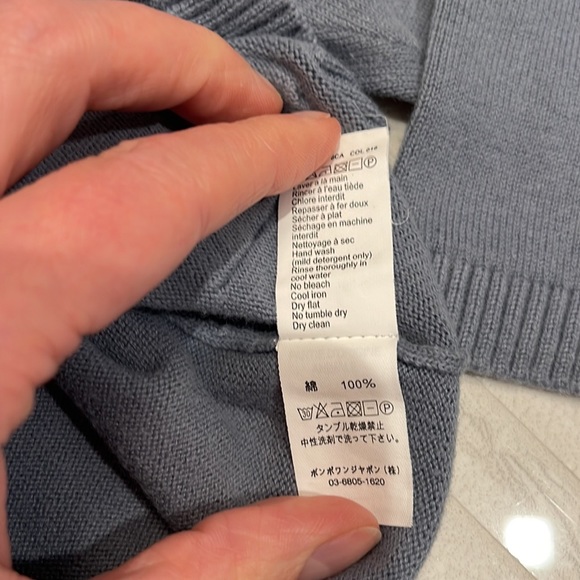 COL 019
Laver à la main
Rincer à l'eau tiède
Chlore interdit
Repasser à fer doux
Sécher à plat
Séchage en machine
interdit
Nettoyage à sec
Hand wash
(mild detergent only)
Rinse thoroughly in
cool water
No bleach
Cool iron
Dry flat
No tumble dry
Dry clean
綿 100%
タンブル乾燥禁止
中性洗剤で洗って下さい。
ボンポワンジャポン(株)
03-6805-1620